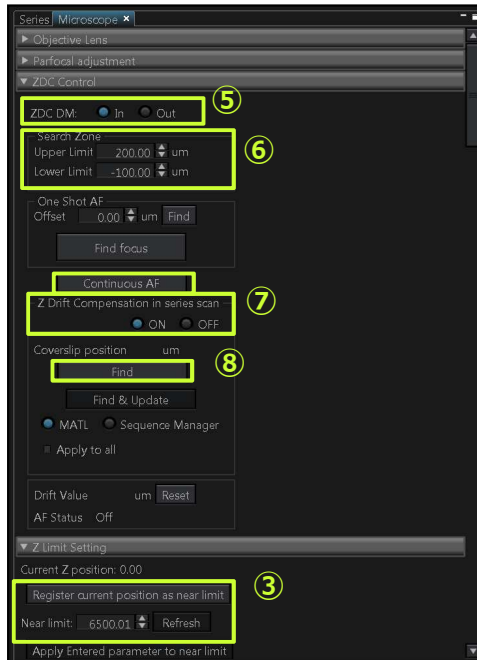 Series Microscope ×
▶ Objective Lens
▶ Parfocal adjustment
▼ ZDC Control
ZDC DM: In Out ⑤
Search Zone
Upper Limit 200.00 um ⑥
Lower Limit -100.00 um
One Shot AF
Offset 0.00 um Find
Find focus
Continuous AF
Z Drift Compensation in series scan ⑦
ON OFF
Coverslip position um
Find ⑧
Find & Update
MATL Sequence Manager
Apply to all
Drift Value um Reset
AF Status Off
▼ Z Limit Setting
Current Z position: 0.00
Register current position as near limit ③
Near limit: 6500.01 Refresh
Apply Entered parameter to near limit